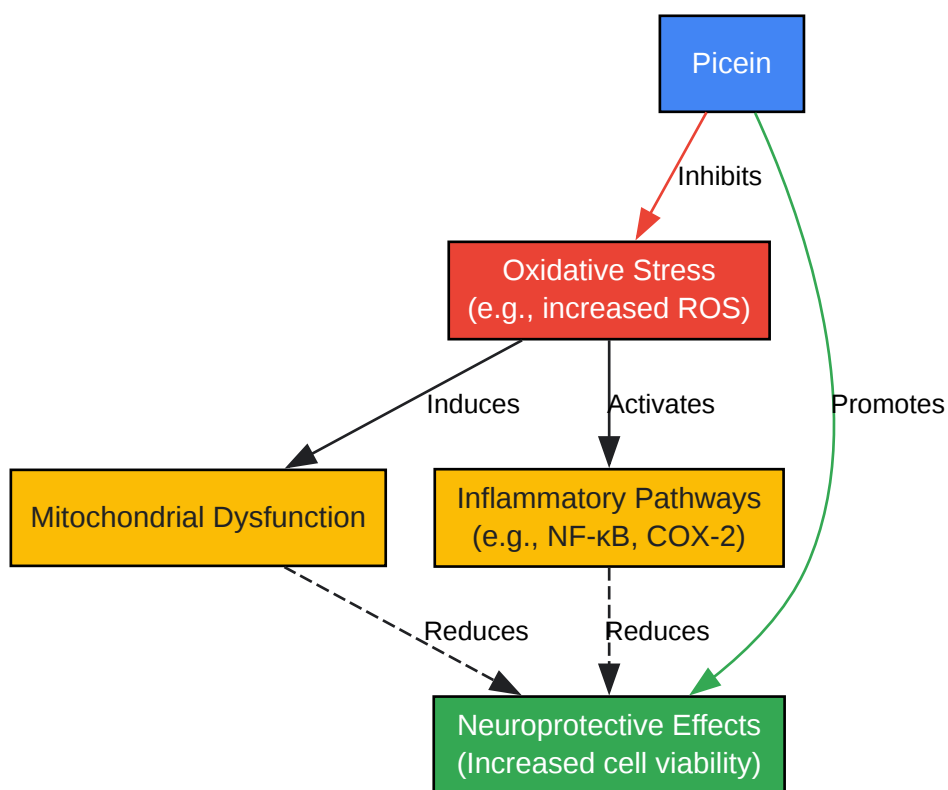 Picein
Inhibits
Oxidative Stress
(e.g., increased ROS)
Induces
Activates
Promotes
Mitochondrial Dysfunction
Inflammatory Pathways
(e.g., NF-κB, COX-2)
Reduces
Reduces
Neuroprotective Effects
(Increased cell viability)